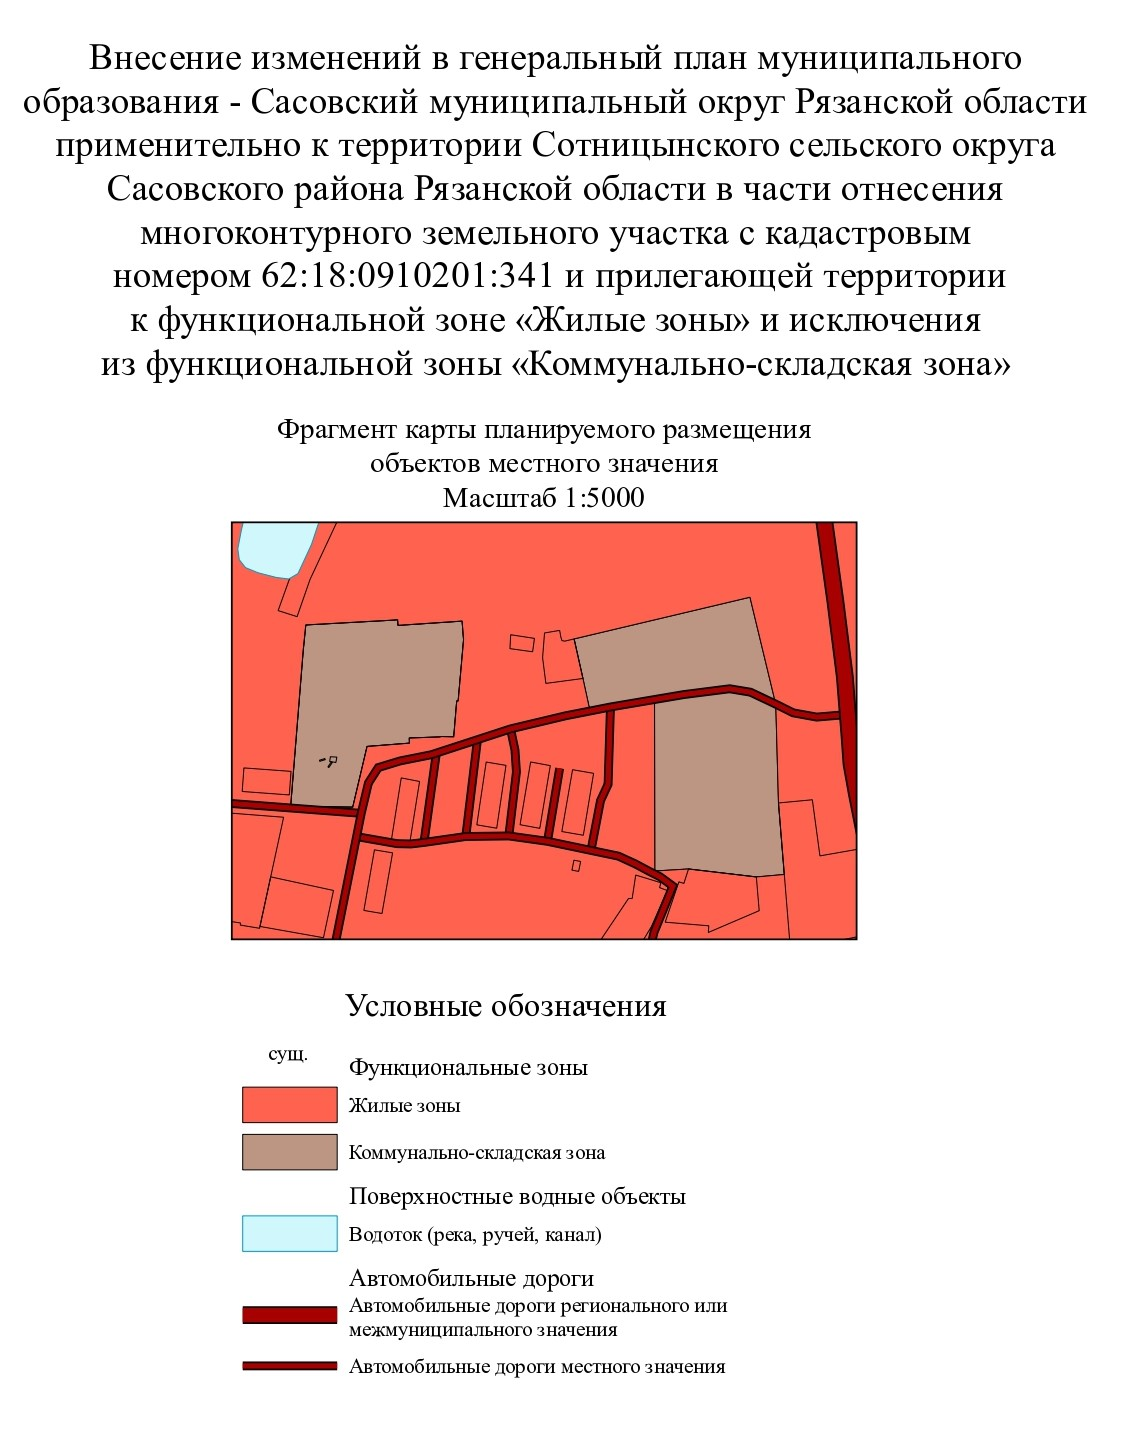 Внесение изменений в генеральный план муниципального
образования - Сасовский муниципальный округ Рязанской области
применительно к территории Сотницынского сельского округа
Сасовского района Рязанской области в части отнесения
многоконтурного земельного участка с кадастровым
номером 62:18:0910201:341 и прилегающей территории
к функциональной зоне «Жилые зоны» и исключения
из функциональной зоны «Коммунально-складская зона»
Фрагмент карты планируемого размещения
объектов местного значения
Масштаб 1:5000
Условные обозначения
сущ.
Функциональные зоны
Жилые зоны
Коммунально-складская зона
Поверхностные водные объекты
Водоток (река, ручей, канал)
Автомобильные дороги
Автомобильные дороги регионального или
межмуниципального значения
Автомобильные дороги местного значения